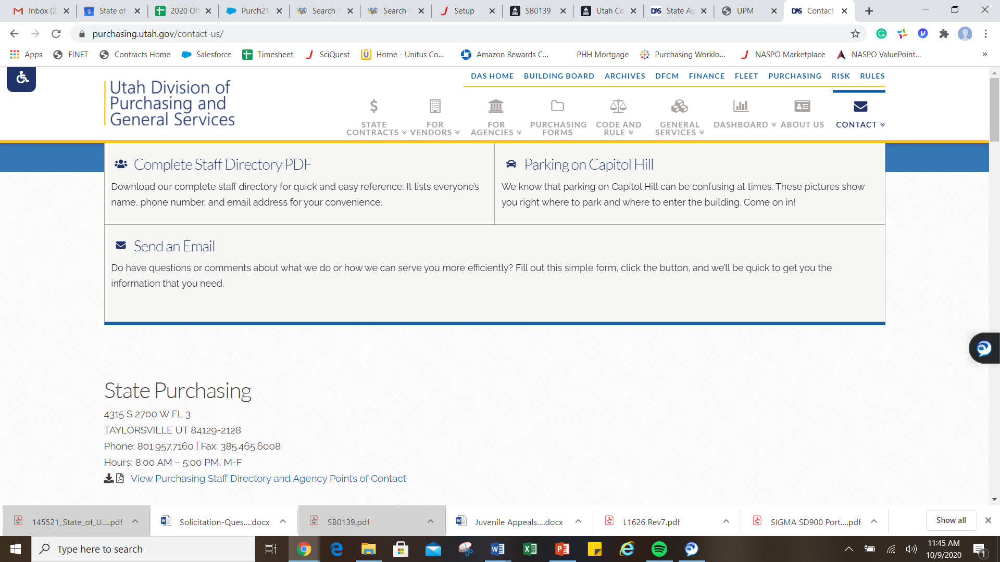 Inbox (2
State of
2020 Off
Purch21-
Search -
Search -
Setup
SB0139
Utah Co
State Ag
UPM
Contact
purchasing.utah.gov/contact-us/
Apps
FINET
Contracts Home
Salesforce
Timesheet
SciQuest
Home - Unitus Co...
Amazon Rewards C...
PHH Mortgage
Purchasing Worklo...
NASPO Marketplace
NASPO ValuePoint...
DAS HOME BUILDING BOARD ARCHIVES DFCM FINANCE FLEET PURCHASING RISK RULES
Utah Division of
Purchasing and
General Services
STATE
CONTRACTS
FOR
VENDORS
FOR
AGENCIES
PURCHASING
FORMS
CODE AND
RULE
GENERAL
SERVICES
DASHBOARD
ABOUT US
CONTACT
Complete Staff Directory PDF
Download our complete staff directory for quick and easy reference. It lists everyone's
name, phone number, and email address for your convenience.
Parking on Capitol Hill
We know that parking on Capitol Hill can be confusing at times. These pictures show
you right where to park and where to enter the building. Come on in!
Send an Email
Do have questions or comments about what we do or how we can serve you more efficiently? Fill out this simple form, click the button, and we'll be quick to get you the
information that you need.
State Purchasing
4315 S 2700 W FL 3
TAYLORSVILLE UT 84129-2128
Phone: 801.957.7160 | Fax: 385.465.6008
Hours: 8:00 AM – 5:00 PM, M-F
View Purchasing Staff Directory and Agency Points of Contact
145521_State_of_U....pdf
Solicitation-Ques....docx
SB0139.pdf
Juvenile Appeals....docx
L1626 Rev7.pdf
SIGMA SD900 Port....pdf
Show all
Type here to search
11:45 AM
10/9/2020
1